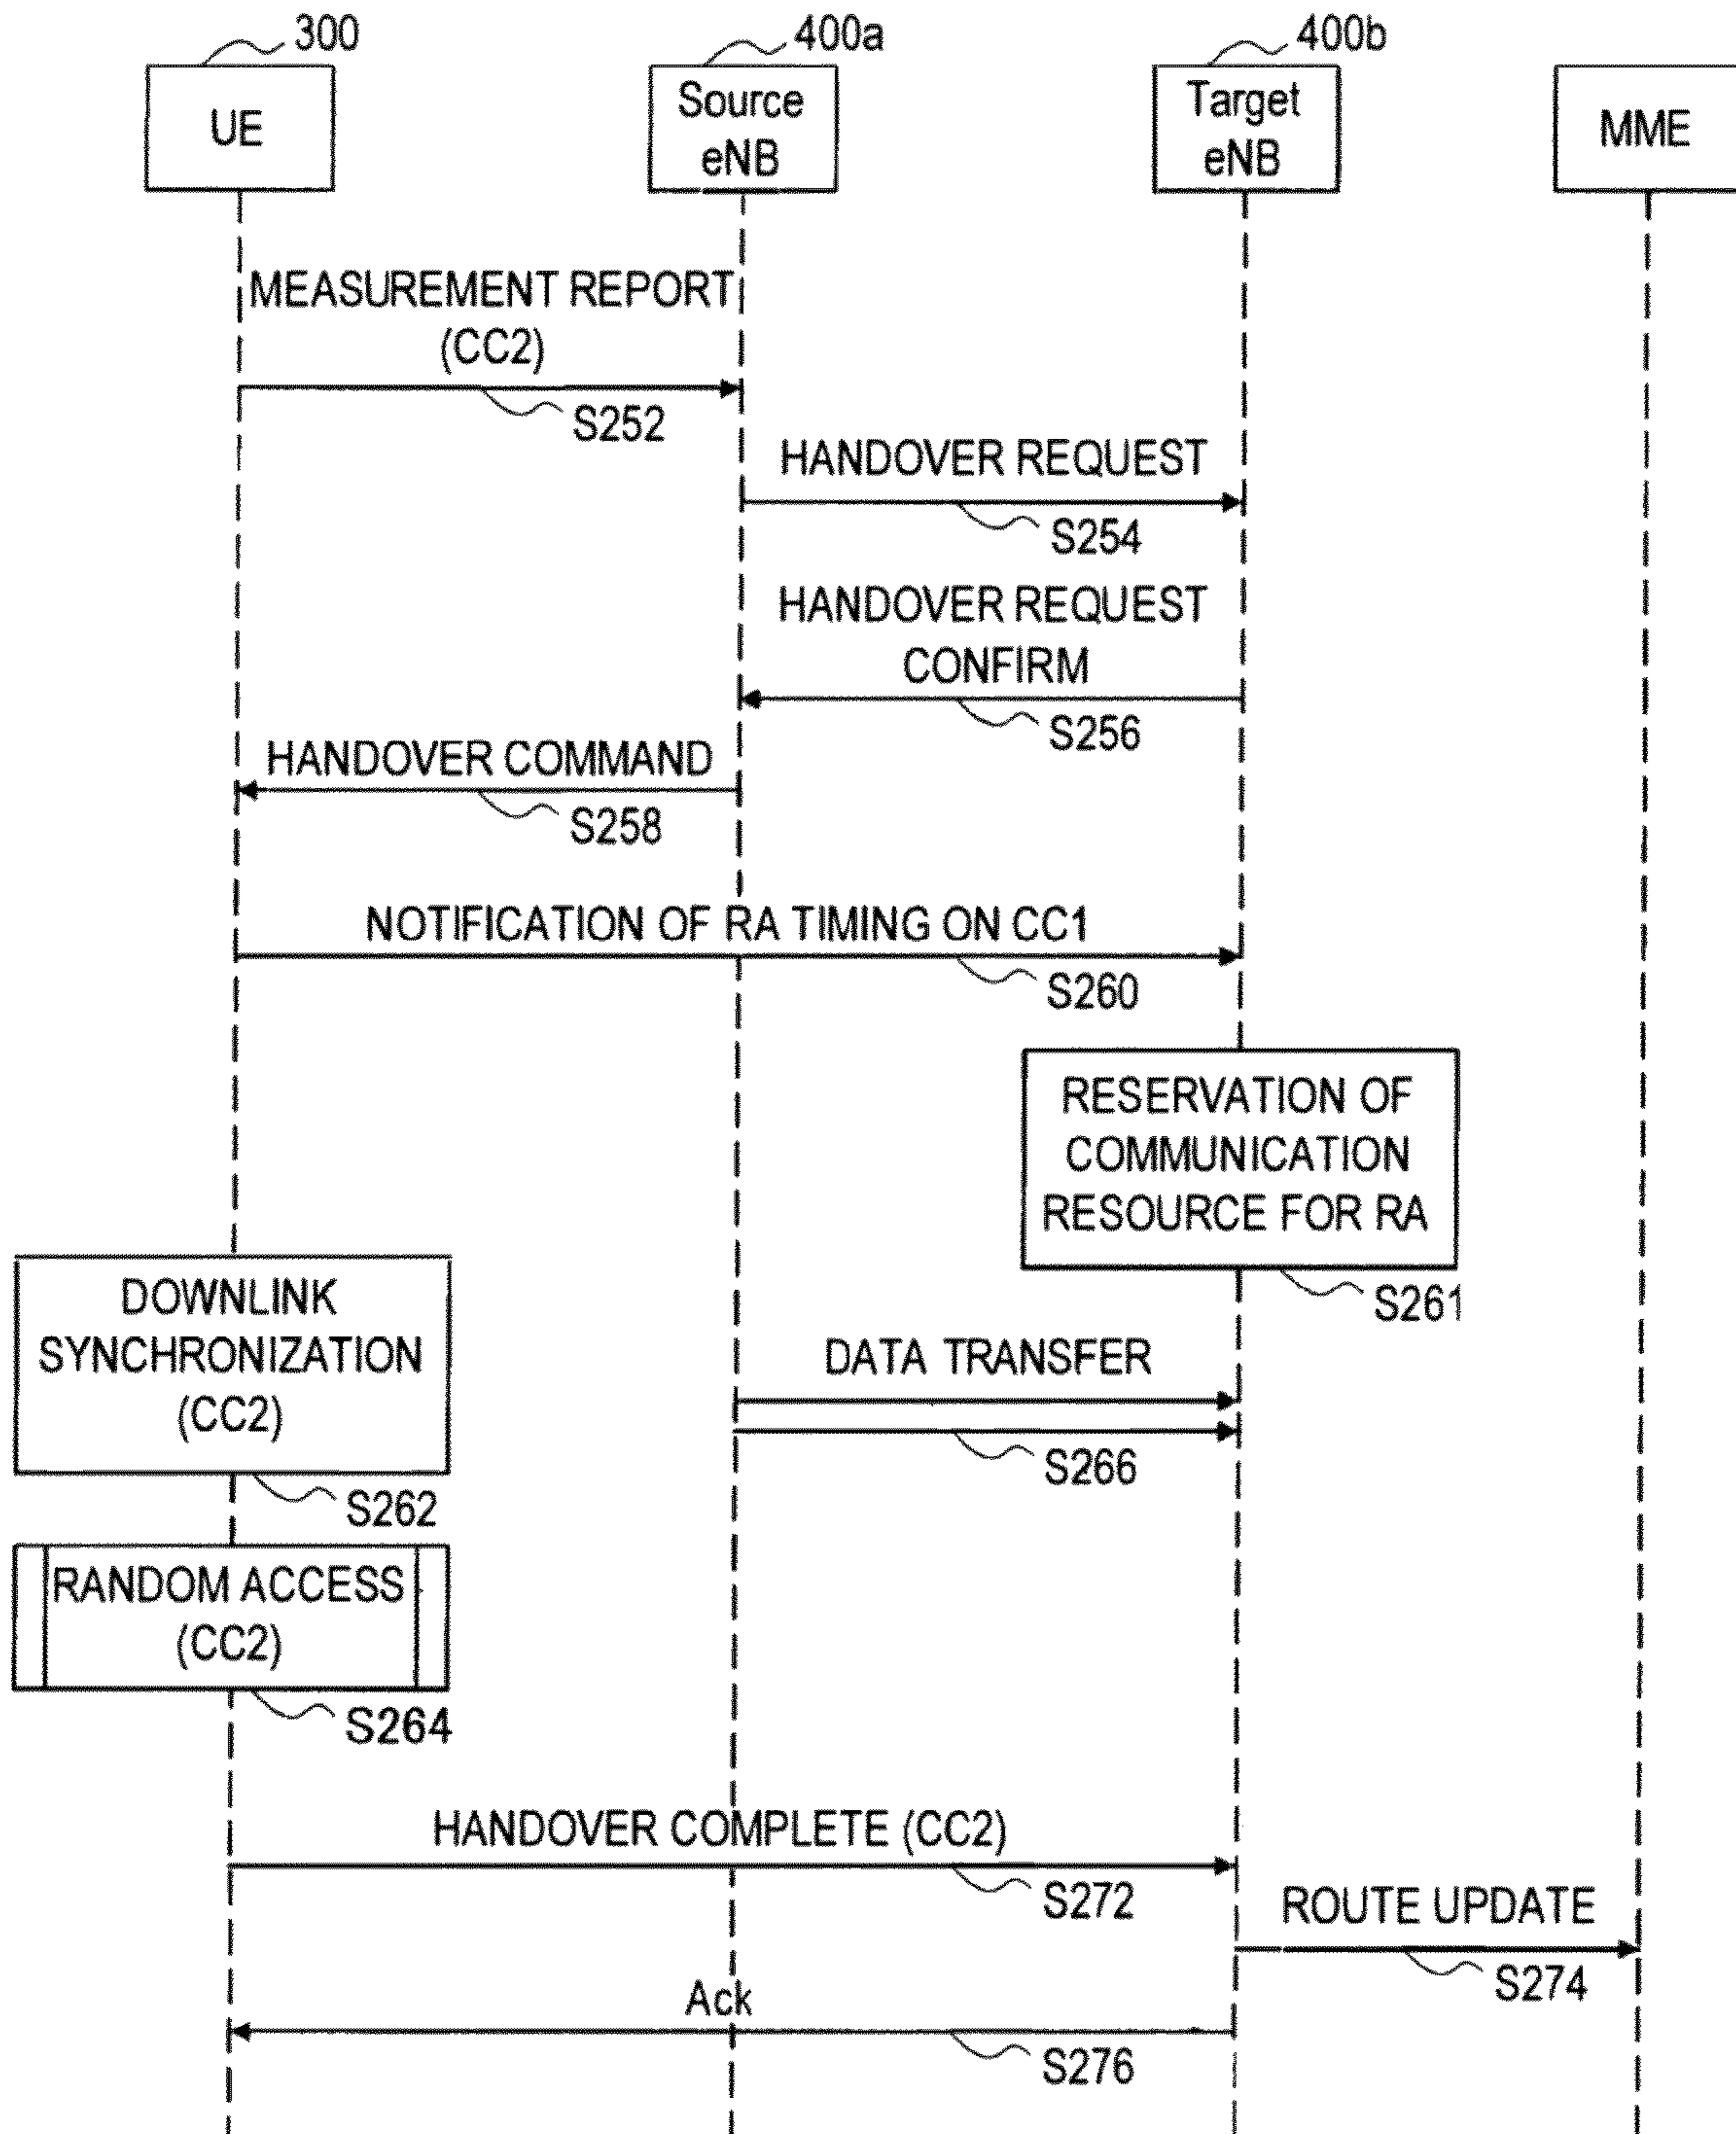 300
400a
400b
UE
Source
eNB
Target
eNB
MME
MEASUREMENT REPORT
(CC2)
S252
HANDOVER REQUEST
S254
HANDOVER REQUEST
CONFIRM
S256
HANDOVER COMMAND
S258
NOTIFICATION OF RA TIMING ON CC1
S260
RESERVATION OF
COMMUNICATION
RESOURCE FOR RA
S261
DOWNLINK
SYNCHRONIZATION
(CC2)
S262
DATA TRANSFER
S266
RANDOM ACCESS
(CC2)
S264
HANDOVER COMPLETE (CC2)
S272
ROUTE UPDATE
S274
Ack
S276